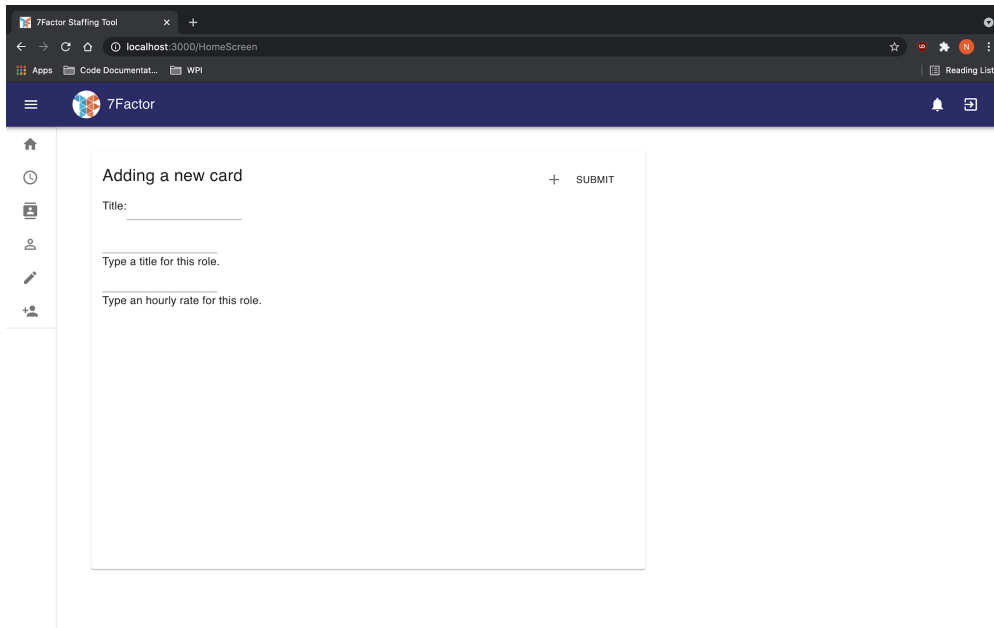 7Factor Staffing Tool
localhost:3000/HomeScreen
N
Apps Code Documentat... WPI Reading List
7Factor
Adding a new card
SUBMIT
Title:
Type a title for this role.
Type an hourly rate for this role.